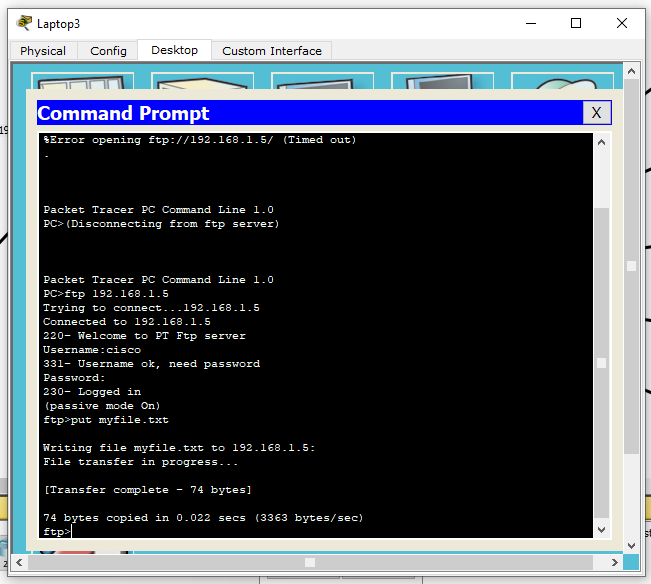 Laptop3
Physical Config Desktop Custom Interface
Command Prompt X
%Error opening ftp://192.168.1.5/ (Timed out)
.
Packet Tracer PC Command Line 1.0
PC>(Disconnecting from ftp server)
Packet Tracer PC Command Line 1.0
PC>ftp 192.168.1.5
Trying to connect...192.168.1.5
Connected to 192.168.1.5
220- Welcome to PT Ftp server
Username:cisco
331- Username ok, need password
Password:
230- Logged in
(passive mode On)
ftp>put myfile.txt
Writing file myfile.txt to 192.168.1.5:
File transfer in progress...
[Transfer complete - 74 bytes]
74 bytes copied in 0.022 secs (3363 bytes/sec)
ftp>